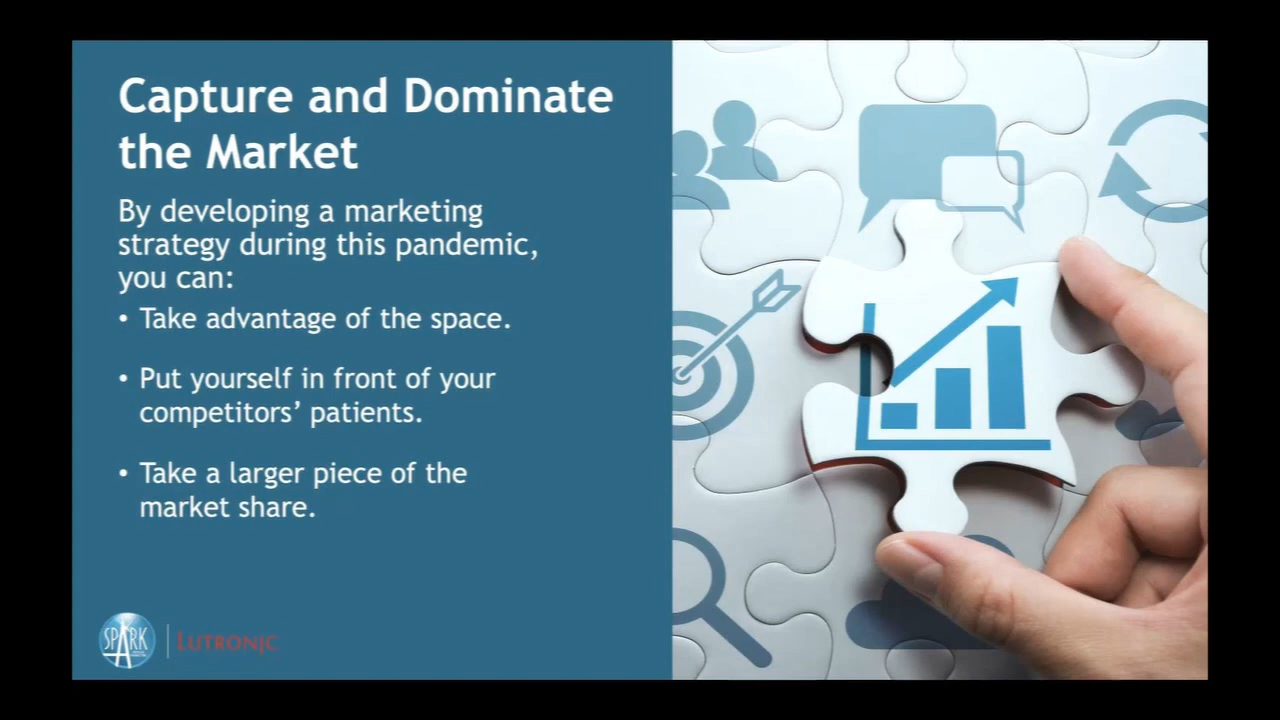 Capture and Dominate
the Market
By developing a marketing
strategy during this pandemic,
you can:
• Take advantage of the space.
• Put yourself in front of your
competitors’ patients.
• Take a larger piece of the
market share.
SPARK
LUTRONIC